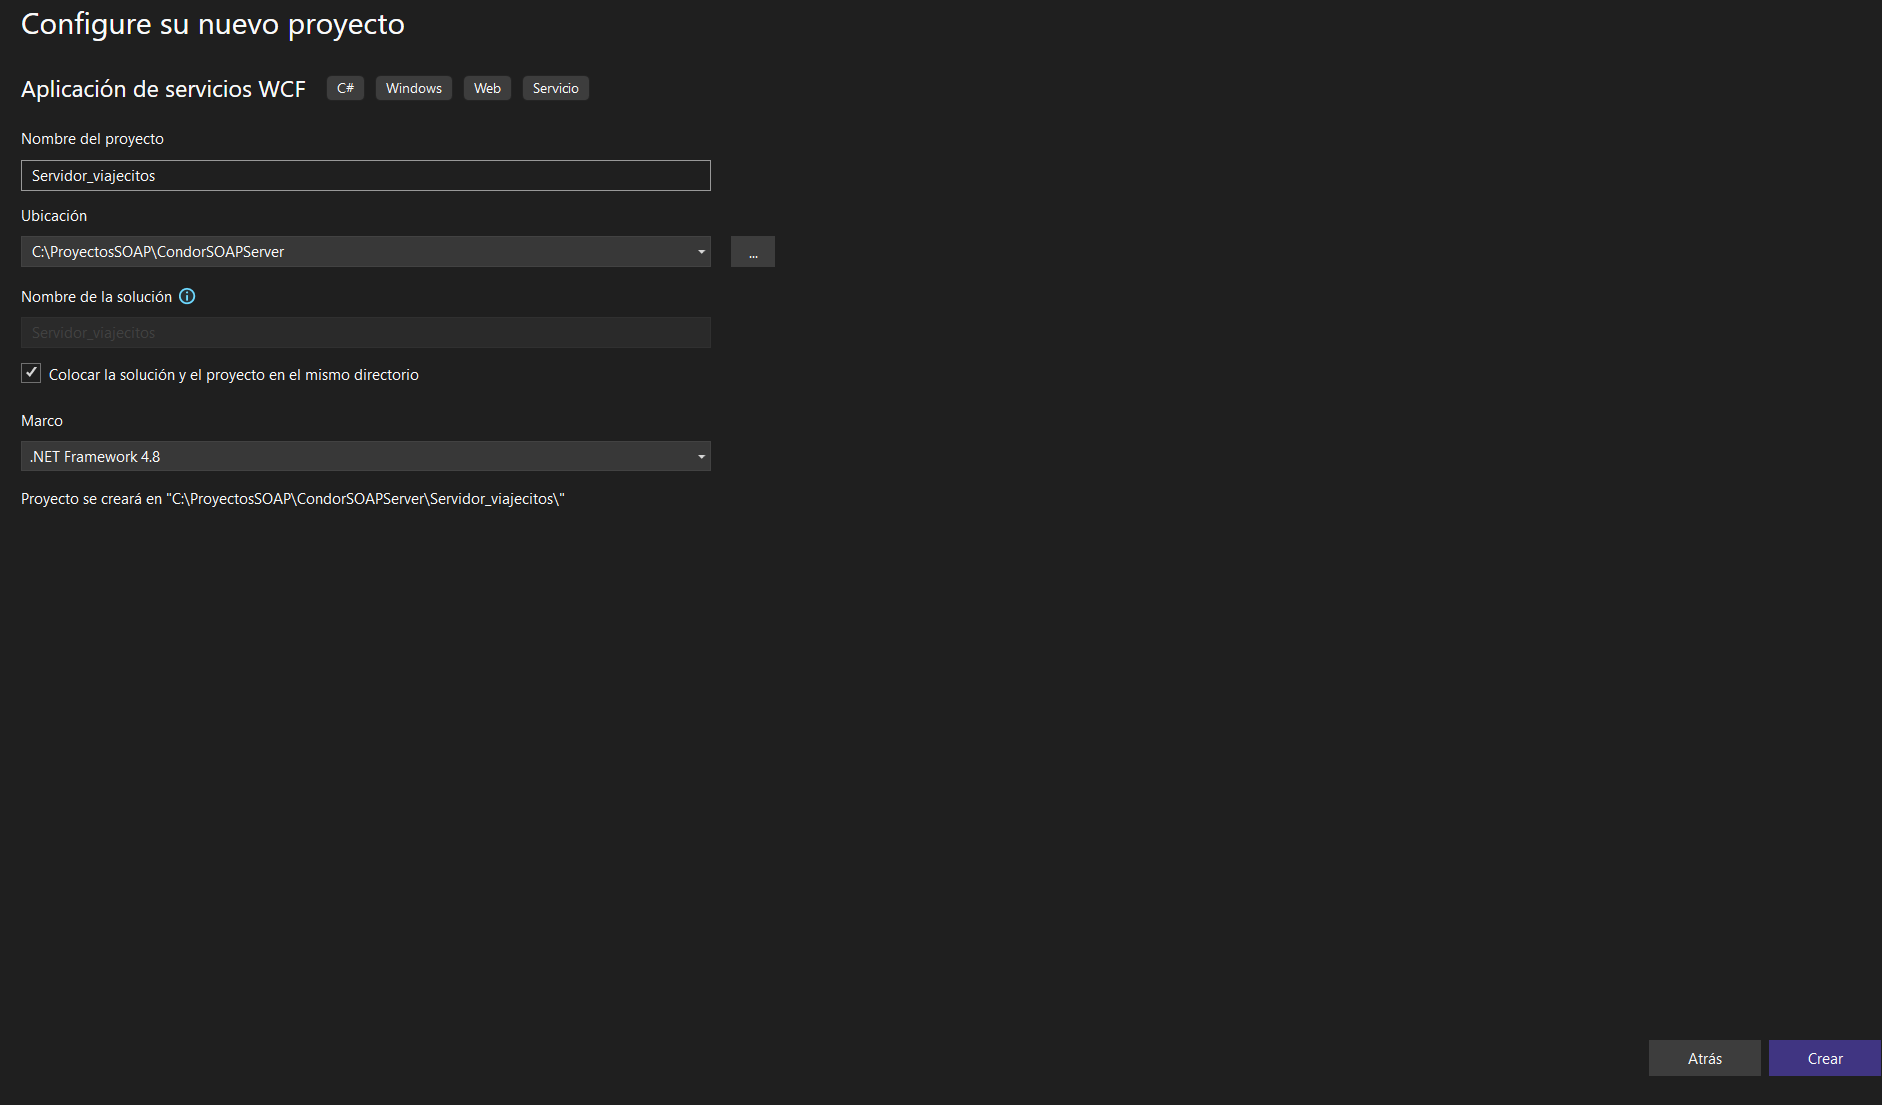 Configure su nuevo proyecto
Aplicación de servicios WCF C# Windows Web Servicio
Nombre del proyecto
Servidor_viajecitos
Ubicación
C:\ProyectosSOAP\CondorSOAPServer ...
Nombre de la solución
Servidor_viajecitos
Colocar la solución y el proyecto en el mismo directorio
Marco
.NET Framework 4.8
Proyecto se creará en "C:\ProyectosSOAP\CondorSOAPServer\Servidor_viajecitos\"
Atrás Crear